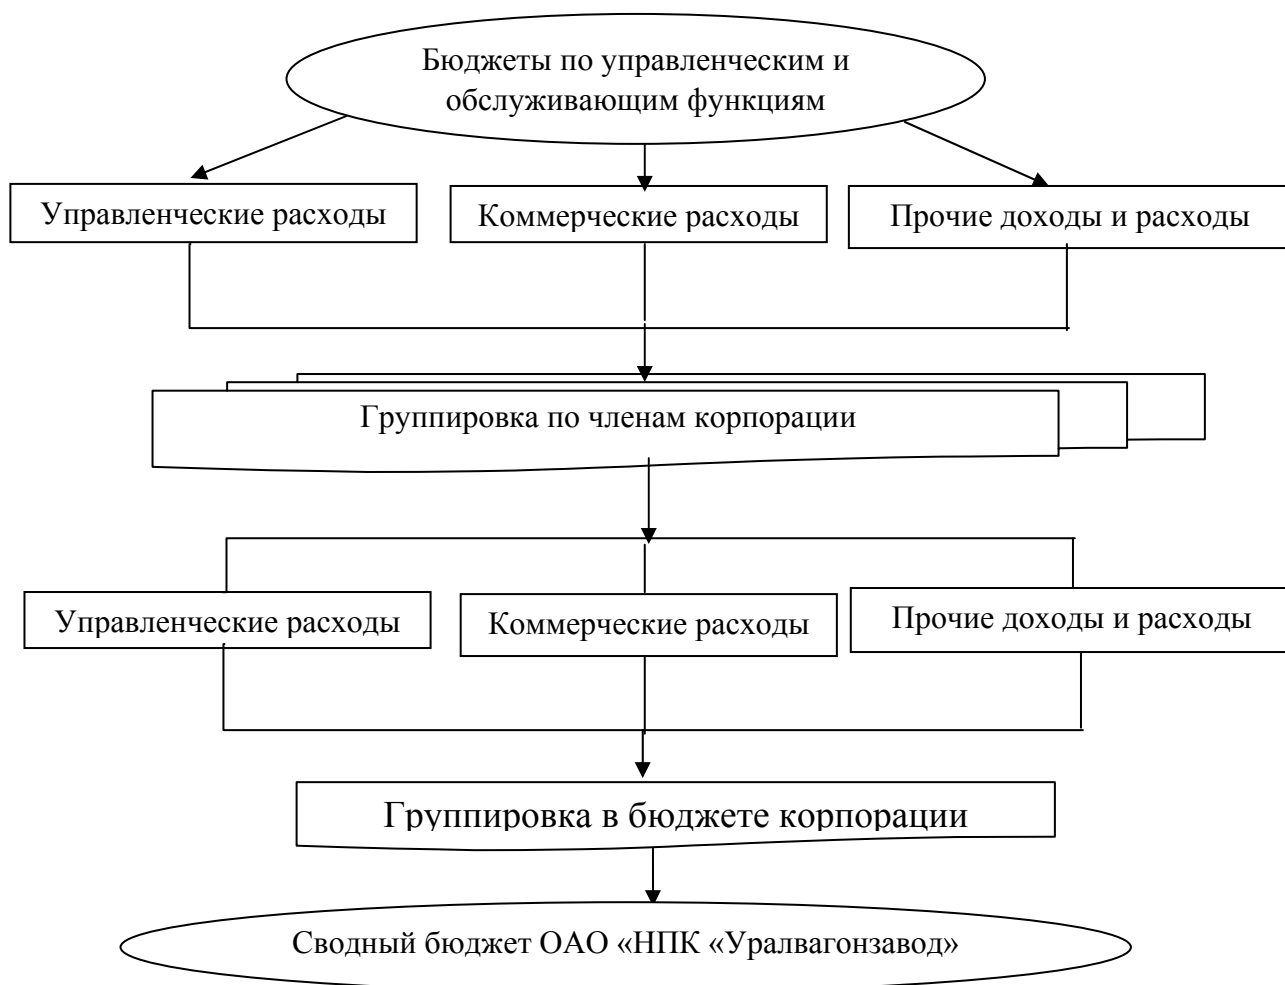 Бюджеты по управленческим и
обслуживающим функциям
Управленческие расходы
Коммерческие расходы
Прочие доходы и расходы
Группировка по членам корпорации
Управленческие расходы
Коммерческие расходы
Прочие доходы и расходы
Группировка в бюджете корпорации
Сводный бюджет ОАО «НПК «Уралвагонзавод»